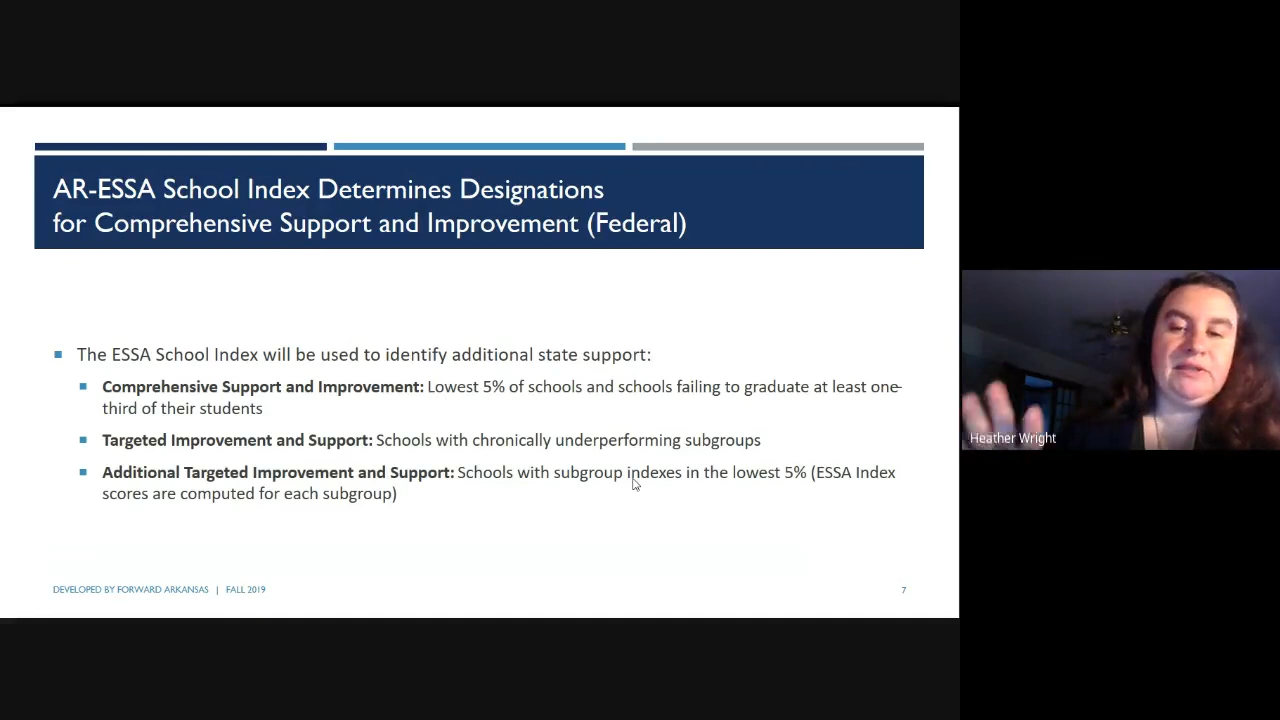 AR-ESSA School Index Determines Designations
for Comprehensive Support and Improvement (Federal)
The ESSA School Index will be used to identify additional state support:
Comprehensive Support and Improvement: Lowest 5% of schools and schools failing to graduate at least one-
third of their students
Targeted Improvement and Support: Schools with chronically underperforming subgroups
Additional Targeted Improvement and Support: Schools with subgroup indexes in the lowest 5% (ESSA Index
scores are computed for each subgroup)
DEVELOPED BY FORWARD ARKANSAS | FALL 2019
7
Heather Wright